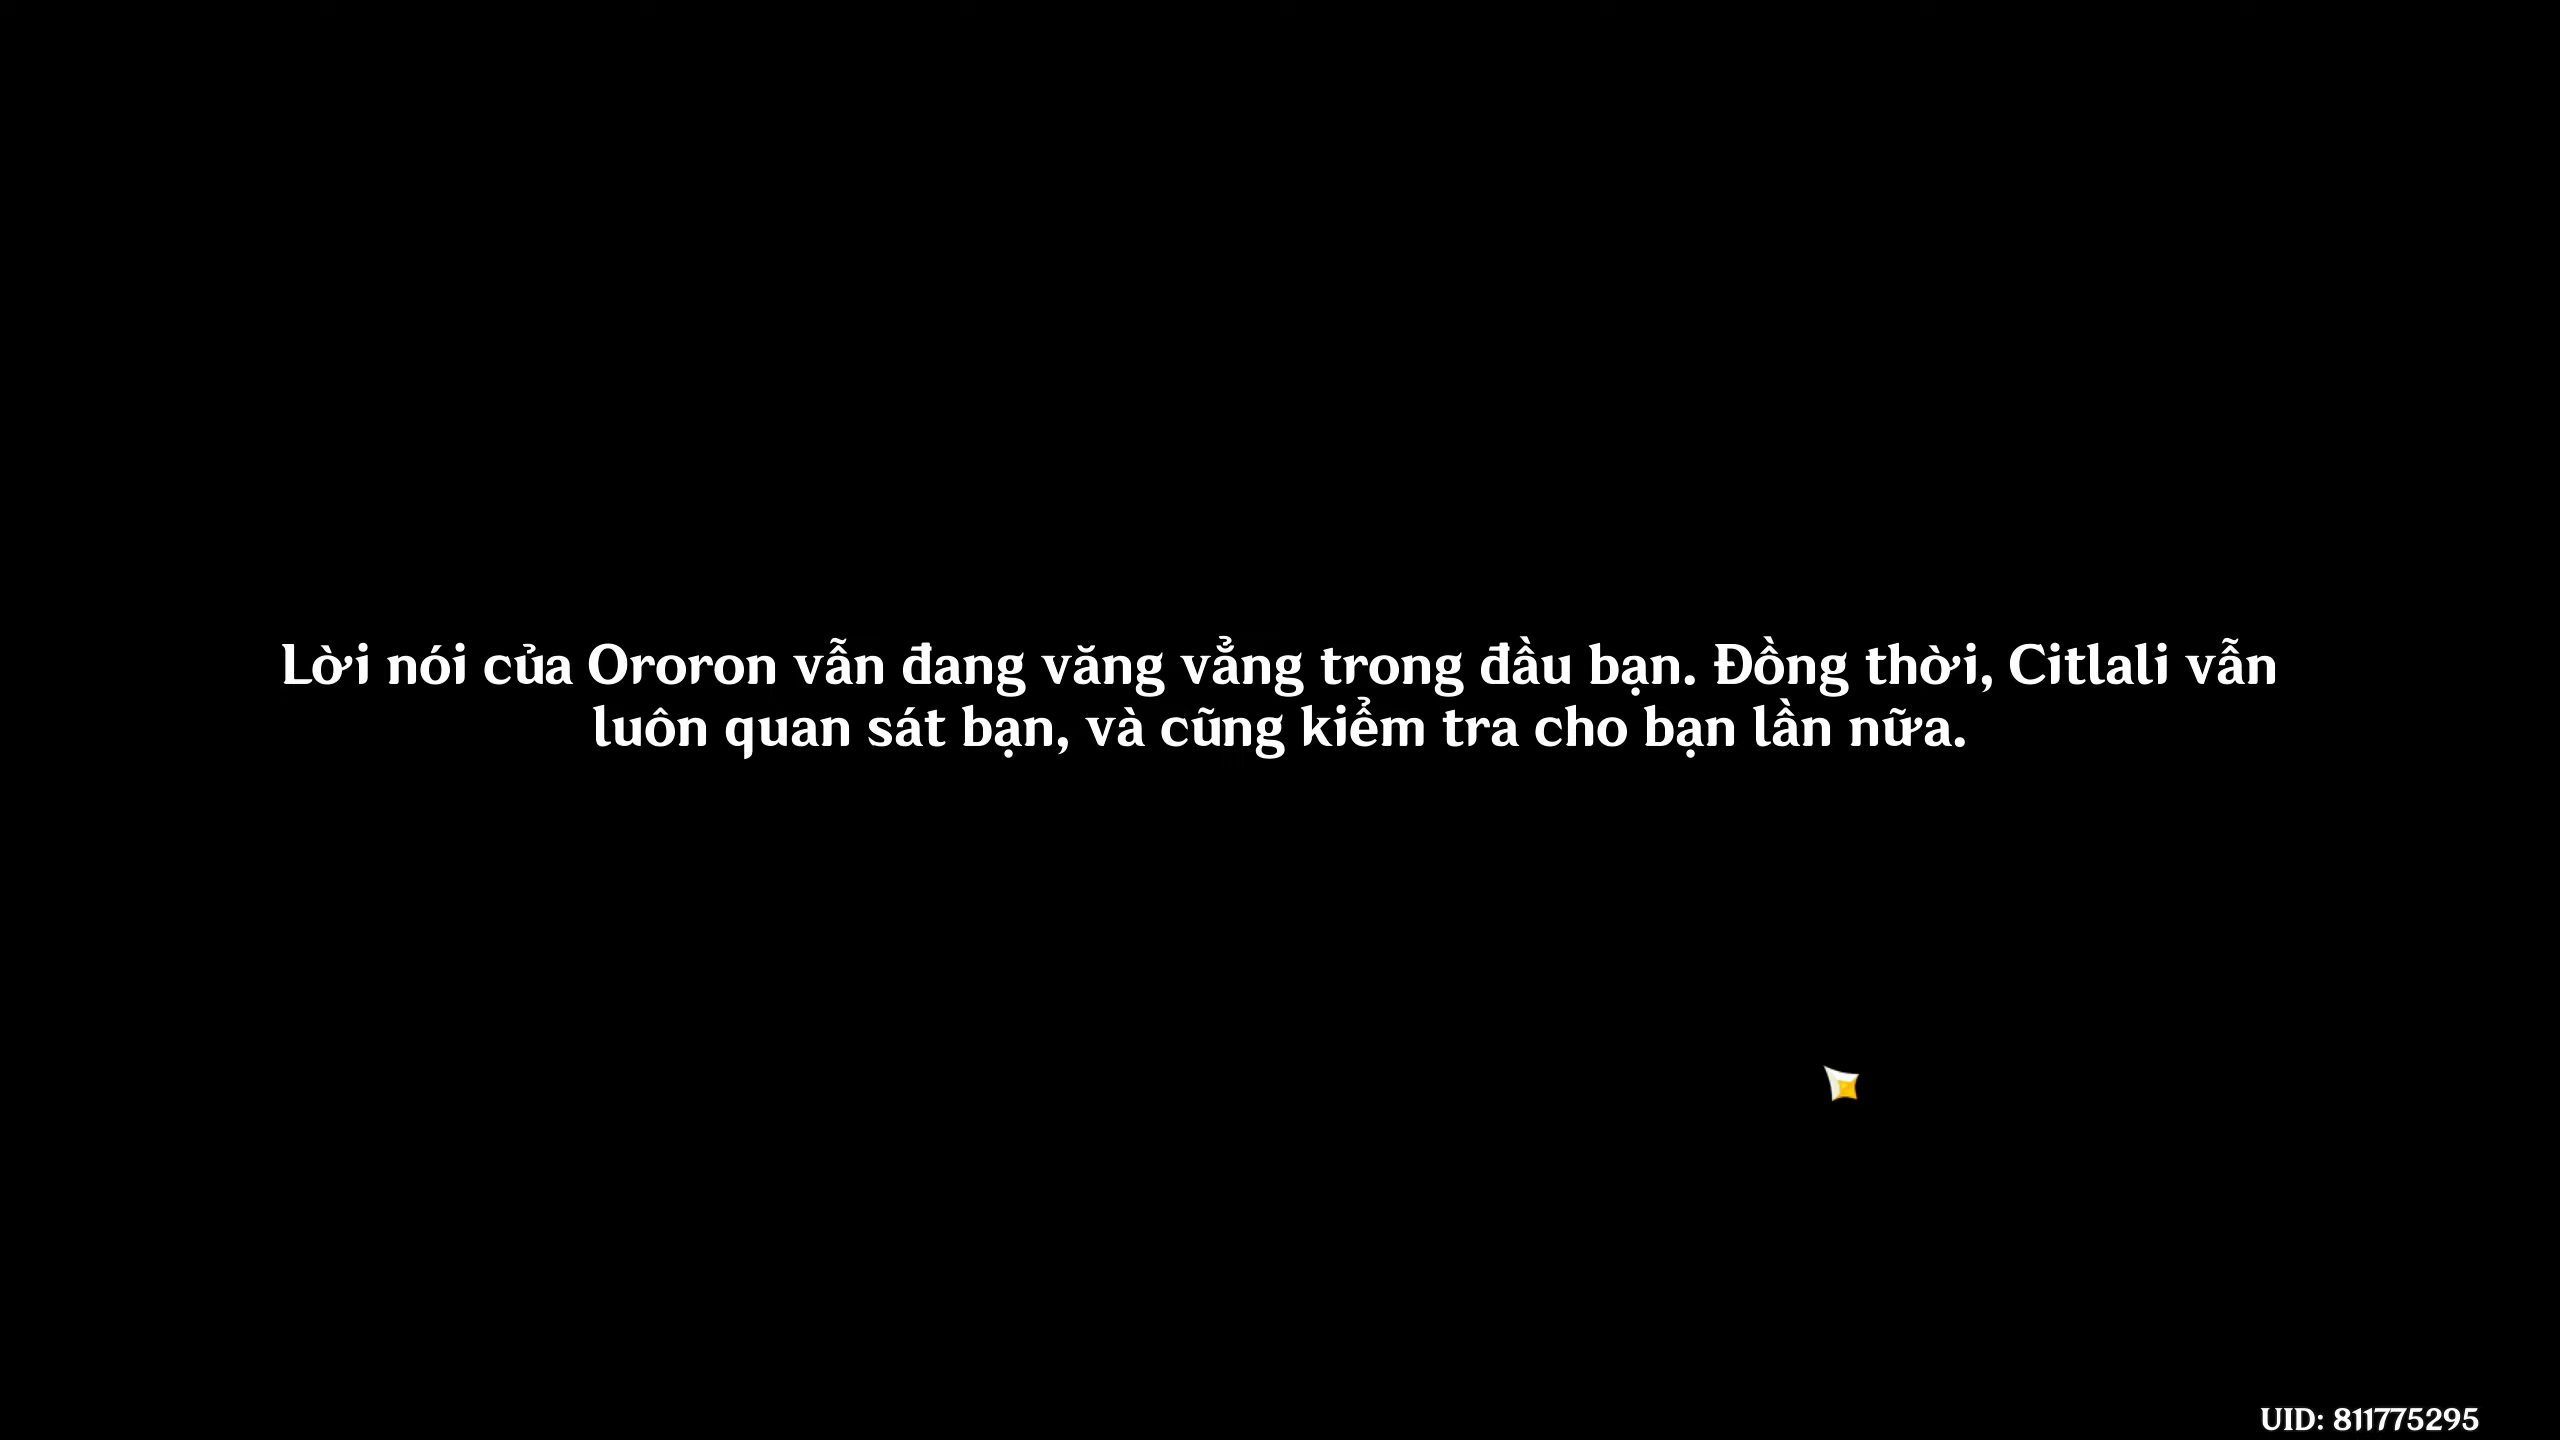 Lời nói của Ororon vẫn đang văng vẳng trong đầu bạn. Đồng thời, Citlali vẫn
luôn quan sát bạn, và cũng kiểm tra cho bạn lần nữa.
UID: 811775295